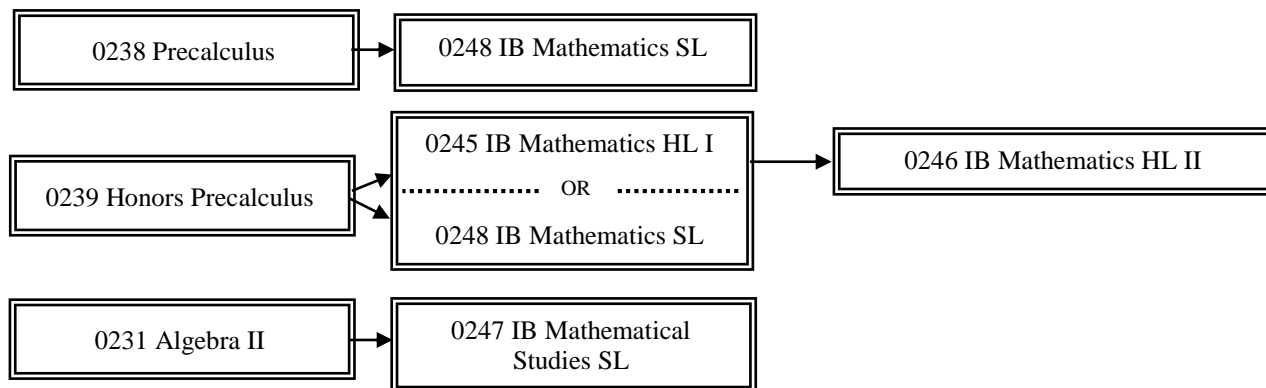 0238 Precalculus
0248 IB Mathematics SL
0239 Honors Precalculus
0245 IB Mathematics HL I
OR
0248 IB Mathematics SL
0246 IB Mathematics HL II
0231 Algebra II
0247 IB Mathematical
Studies SL